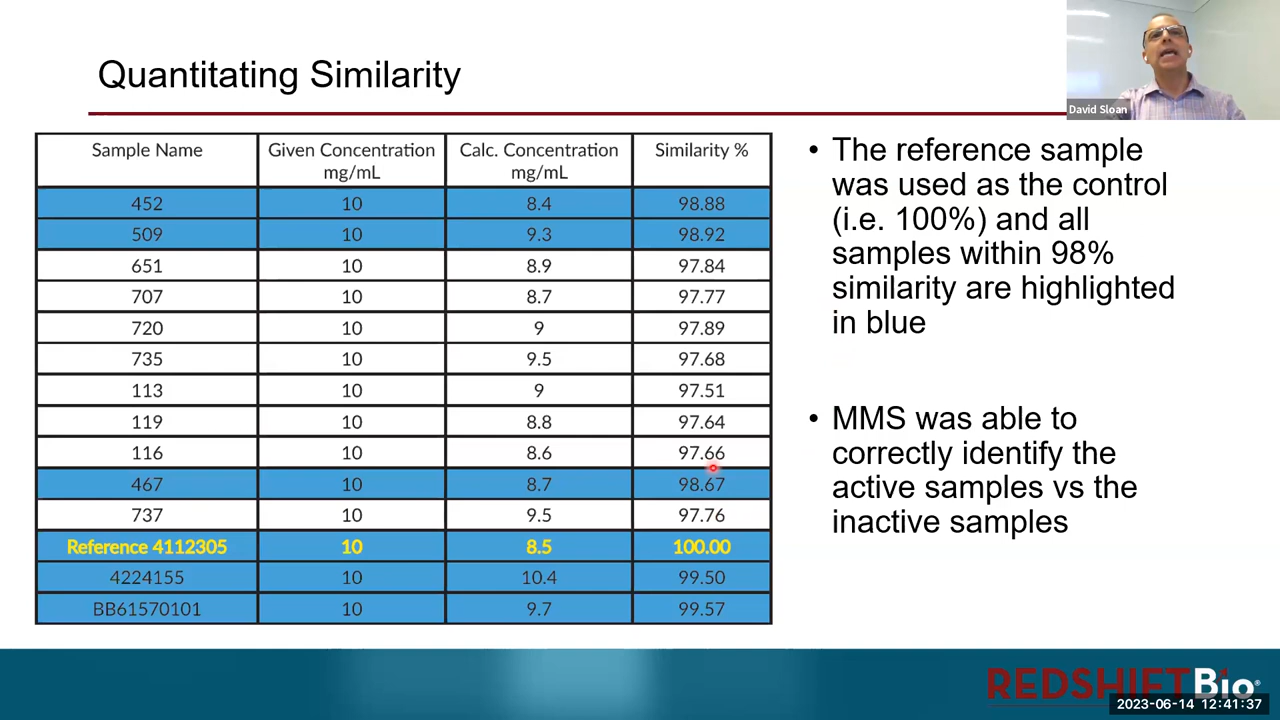 Quantitating Similarity
David Sloan
Sample Name Given Concentration mg/mL Calc. Concentration mg/mL Similarity %
452 10 8.4 98.88
509 10 9.3 98.92
651 10 8.9 97.84
707 10 8.7 97.77
720 10 9 97.89
735 10 9.5 97.68
113 10 9 97.51
119 10 8.8 97.64
116 10 8.6 97.66
467 10 8.7 98.67
737 10 9.5 97.76
Reference 4112305 10 8.5 100.00
4224155 10 10.4 99.50
BB61570101 10 9.7 99.57
• The reference sample
was used as the control
(i.e. 100%) and all
samples within 98%
similarity are highlighted
in blue
• MMS was able to
correctly identify the
active samples vs the
inactive samples
REDSHIFTBio®
2023-06-14 12:41:37